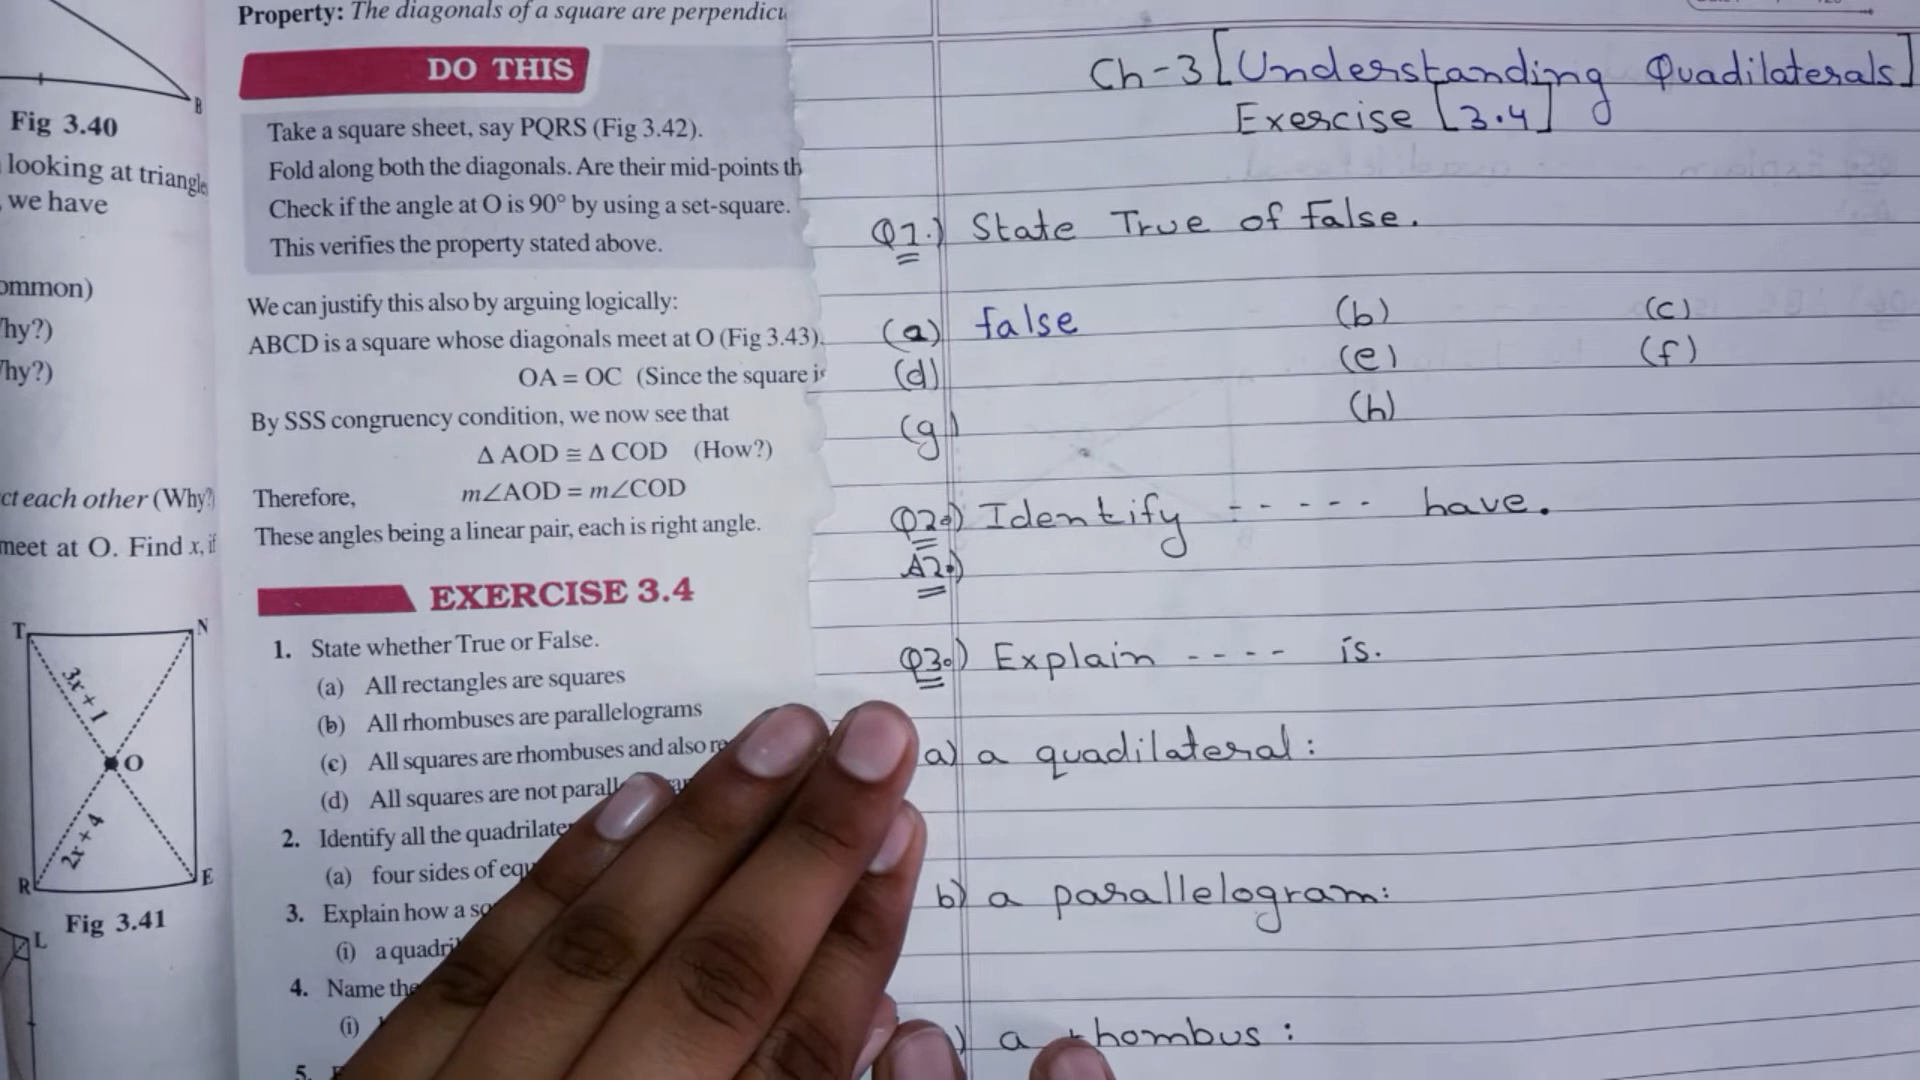 Fig 3.40
looking at triangle
we have
ommon)
hy?)
hy?)
ct each other (Why?)
meet at O. Find x, if
T
N
3x + 1
O
2x + 4
R
E
Fig 3.41
L
B
Property: The diagonals of a square are perpendicu
DO THIS
Take a square sheet, say PQRS (Fig 3.42).
Fold along both the diagonals. Are their mid-points th
Check if the angle at O is 90° by using a set-square.
This verifies the property stated above.
We can justify this also by arguing logically:
ABCD is a square whose diagonals meet at O (Fig 3.43).
OA = OC (Since the square is
By SSS congruency condition, we now see that
Δ AOD ≅ Δ COD (How?)
Therefore, m∠AOD = m∠COD
These angles being a linear pair, each is right angle.
EXERCISE 3.4
1. State whether True or False.
(a) All rectangles are squares
(b) All rhombuses are parallelograms
(c) All squares are rhombuses and also re
(d) All squares are not parall
2. Identify all the quadrilater
(a) four sides of equ
3. Explain how a sq
(i) a quadri
4. Name the
(i)
5.
Ch-3 [Understanding Quadilaterals]
Exercise [3.4]
Q1.) State True of False.
(a) false (b) (c)
(d) (e) (f)
(g) (h)
Q2.) Identify ----- have.
A2.)
Q3.) Explain ---- is.
a) a quadilateral:
b) a parallelogram:
) a rhombus: